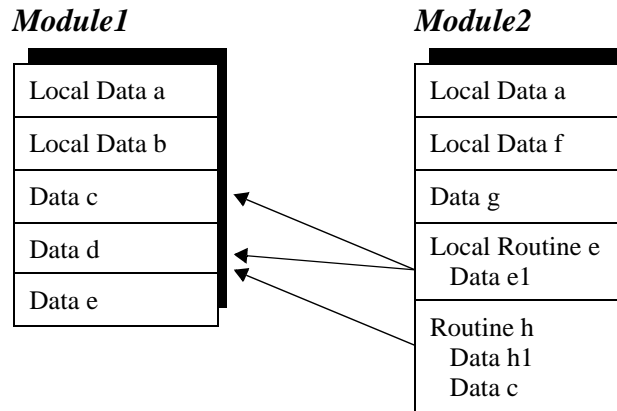 Module1
Local Data a
Local Data b
Data c
Data d
Data e
Module2
Local Data a
Local Data f
Data g
Local Routine e
Data e1
Routine h
Data h1
Data c